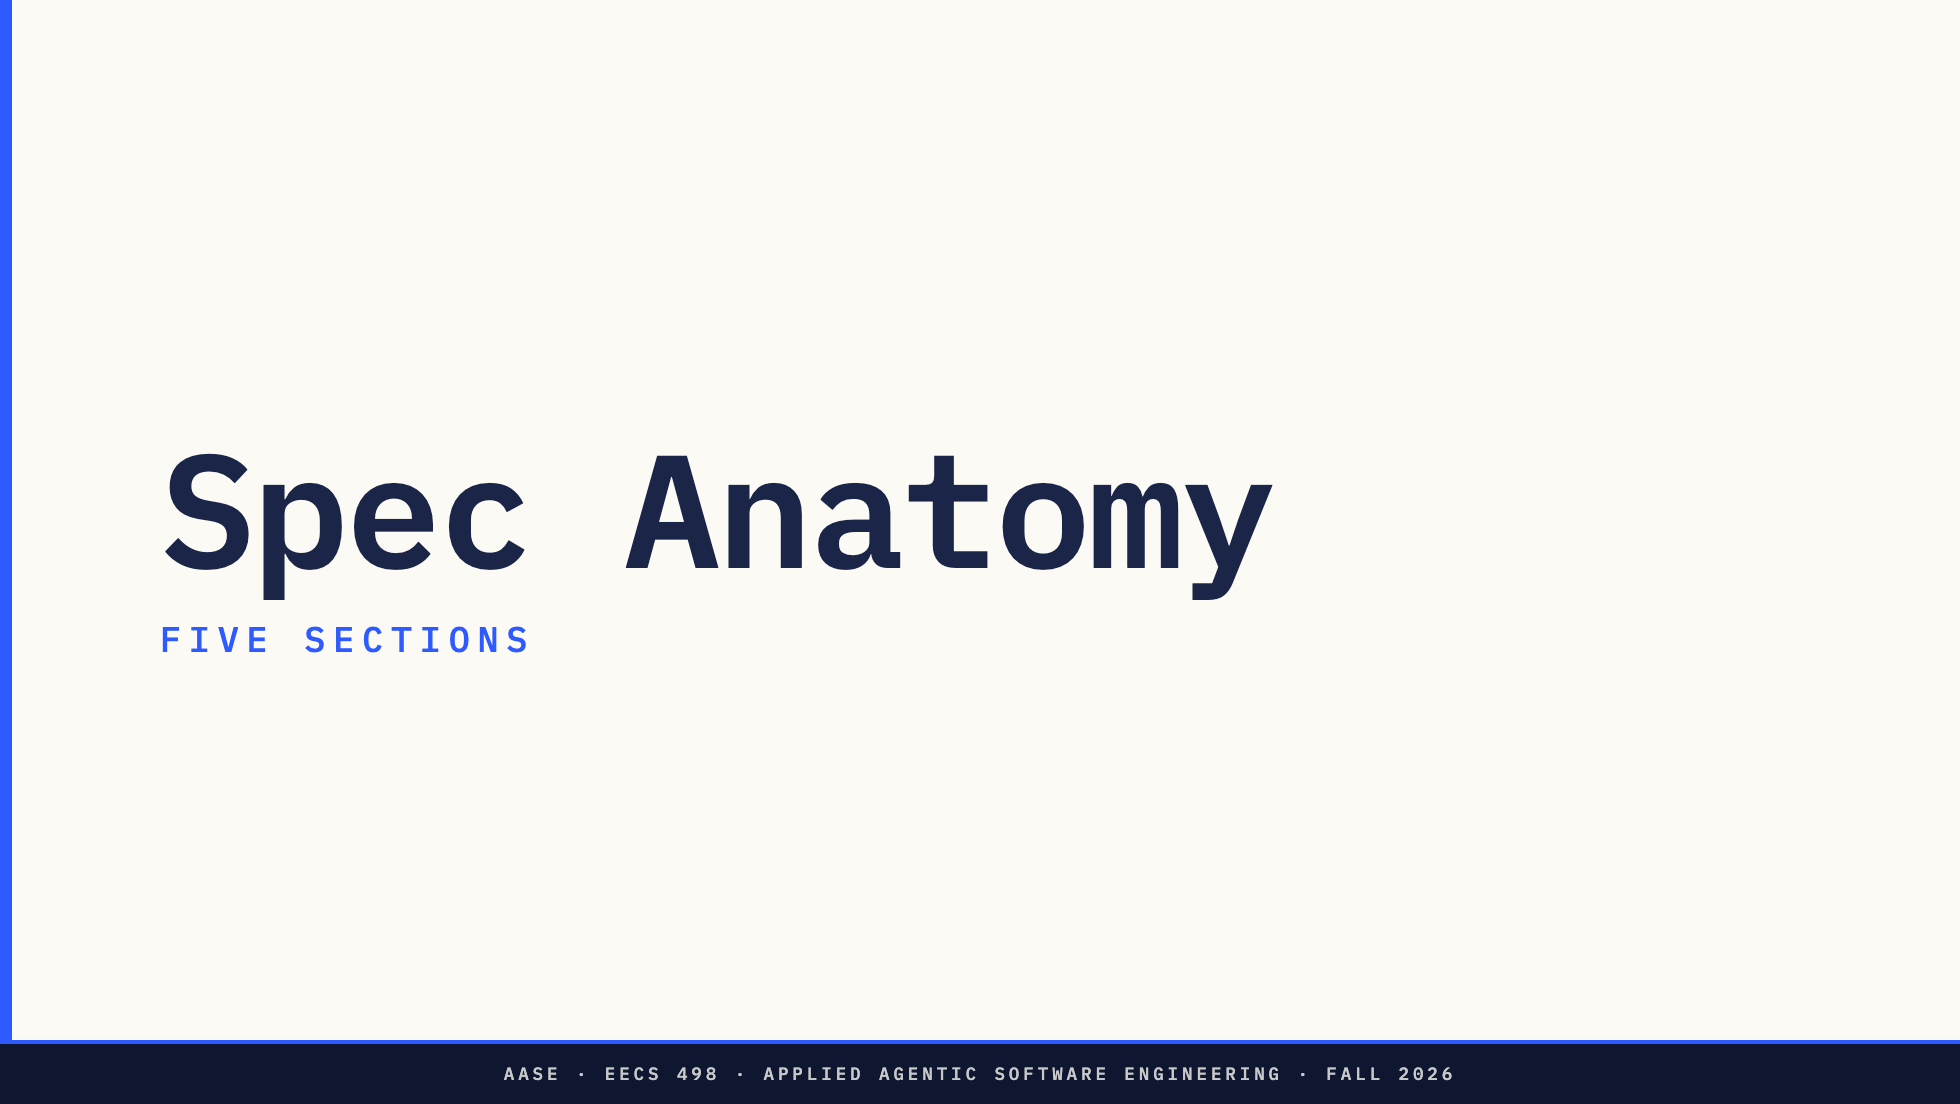 Spec Anatomy
FIVE SECTIONS
AASE · EECS 498 · APPLIED AGENTIC SOFTWARE ENGINEERING · FALL 2026